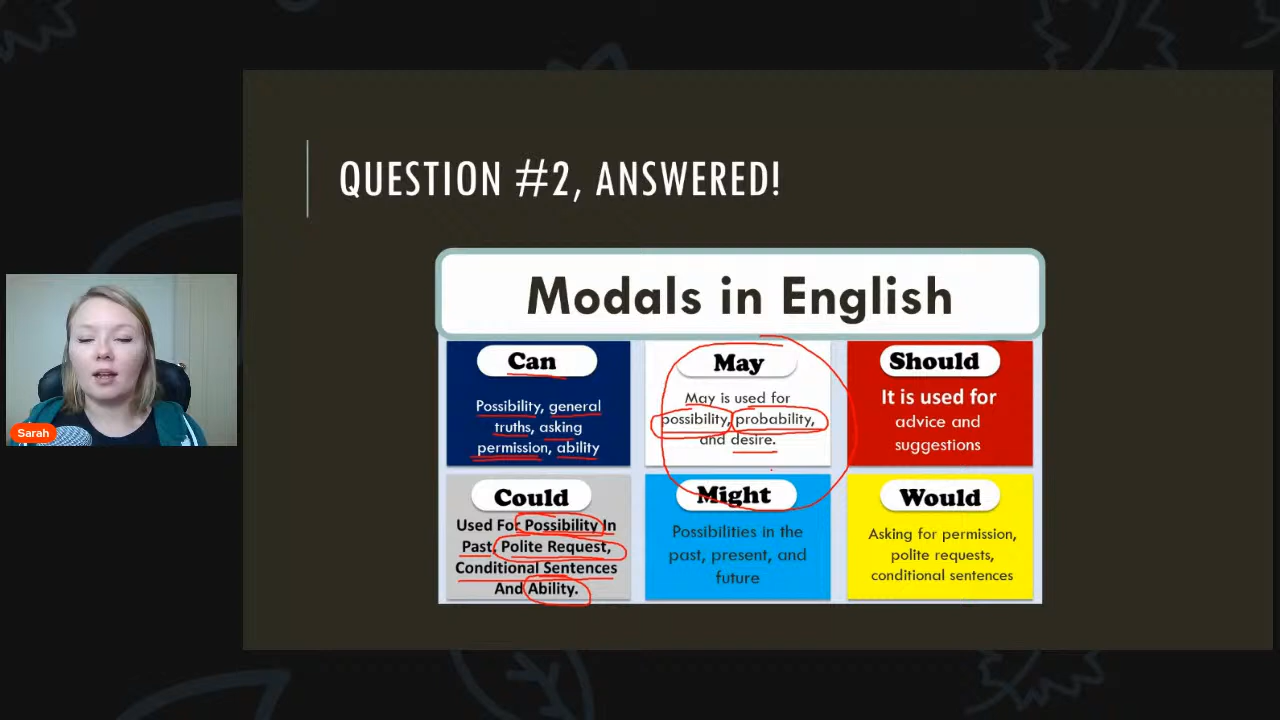 QUESTION #2, ANSWERED!
Modals in English
Can
Possibility, general
truths, asking
permission, ability
May
May is used for
possibility, probability,
and desire.
Should
It is used for
advice and
suggestions
Could
Used For Possibility In
Past. Polite Request,
Conditional Sentences
And Ability.
Might
Possibilities in the
past, present, and
future
Would
Asking for permission,
polite requests,
conditional sentences
Sarah